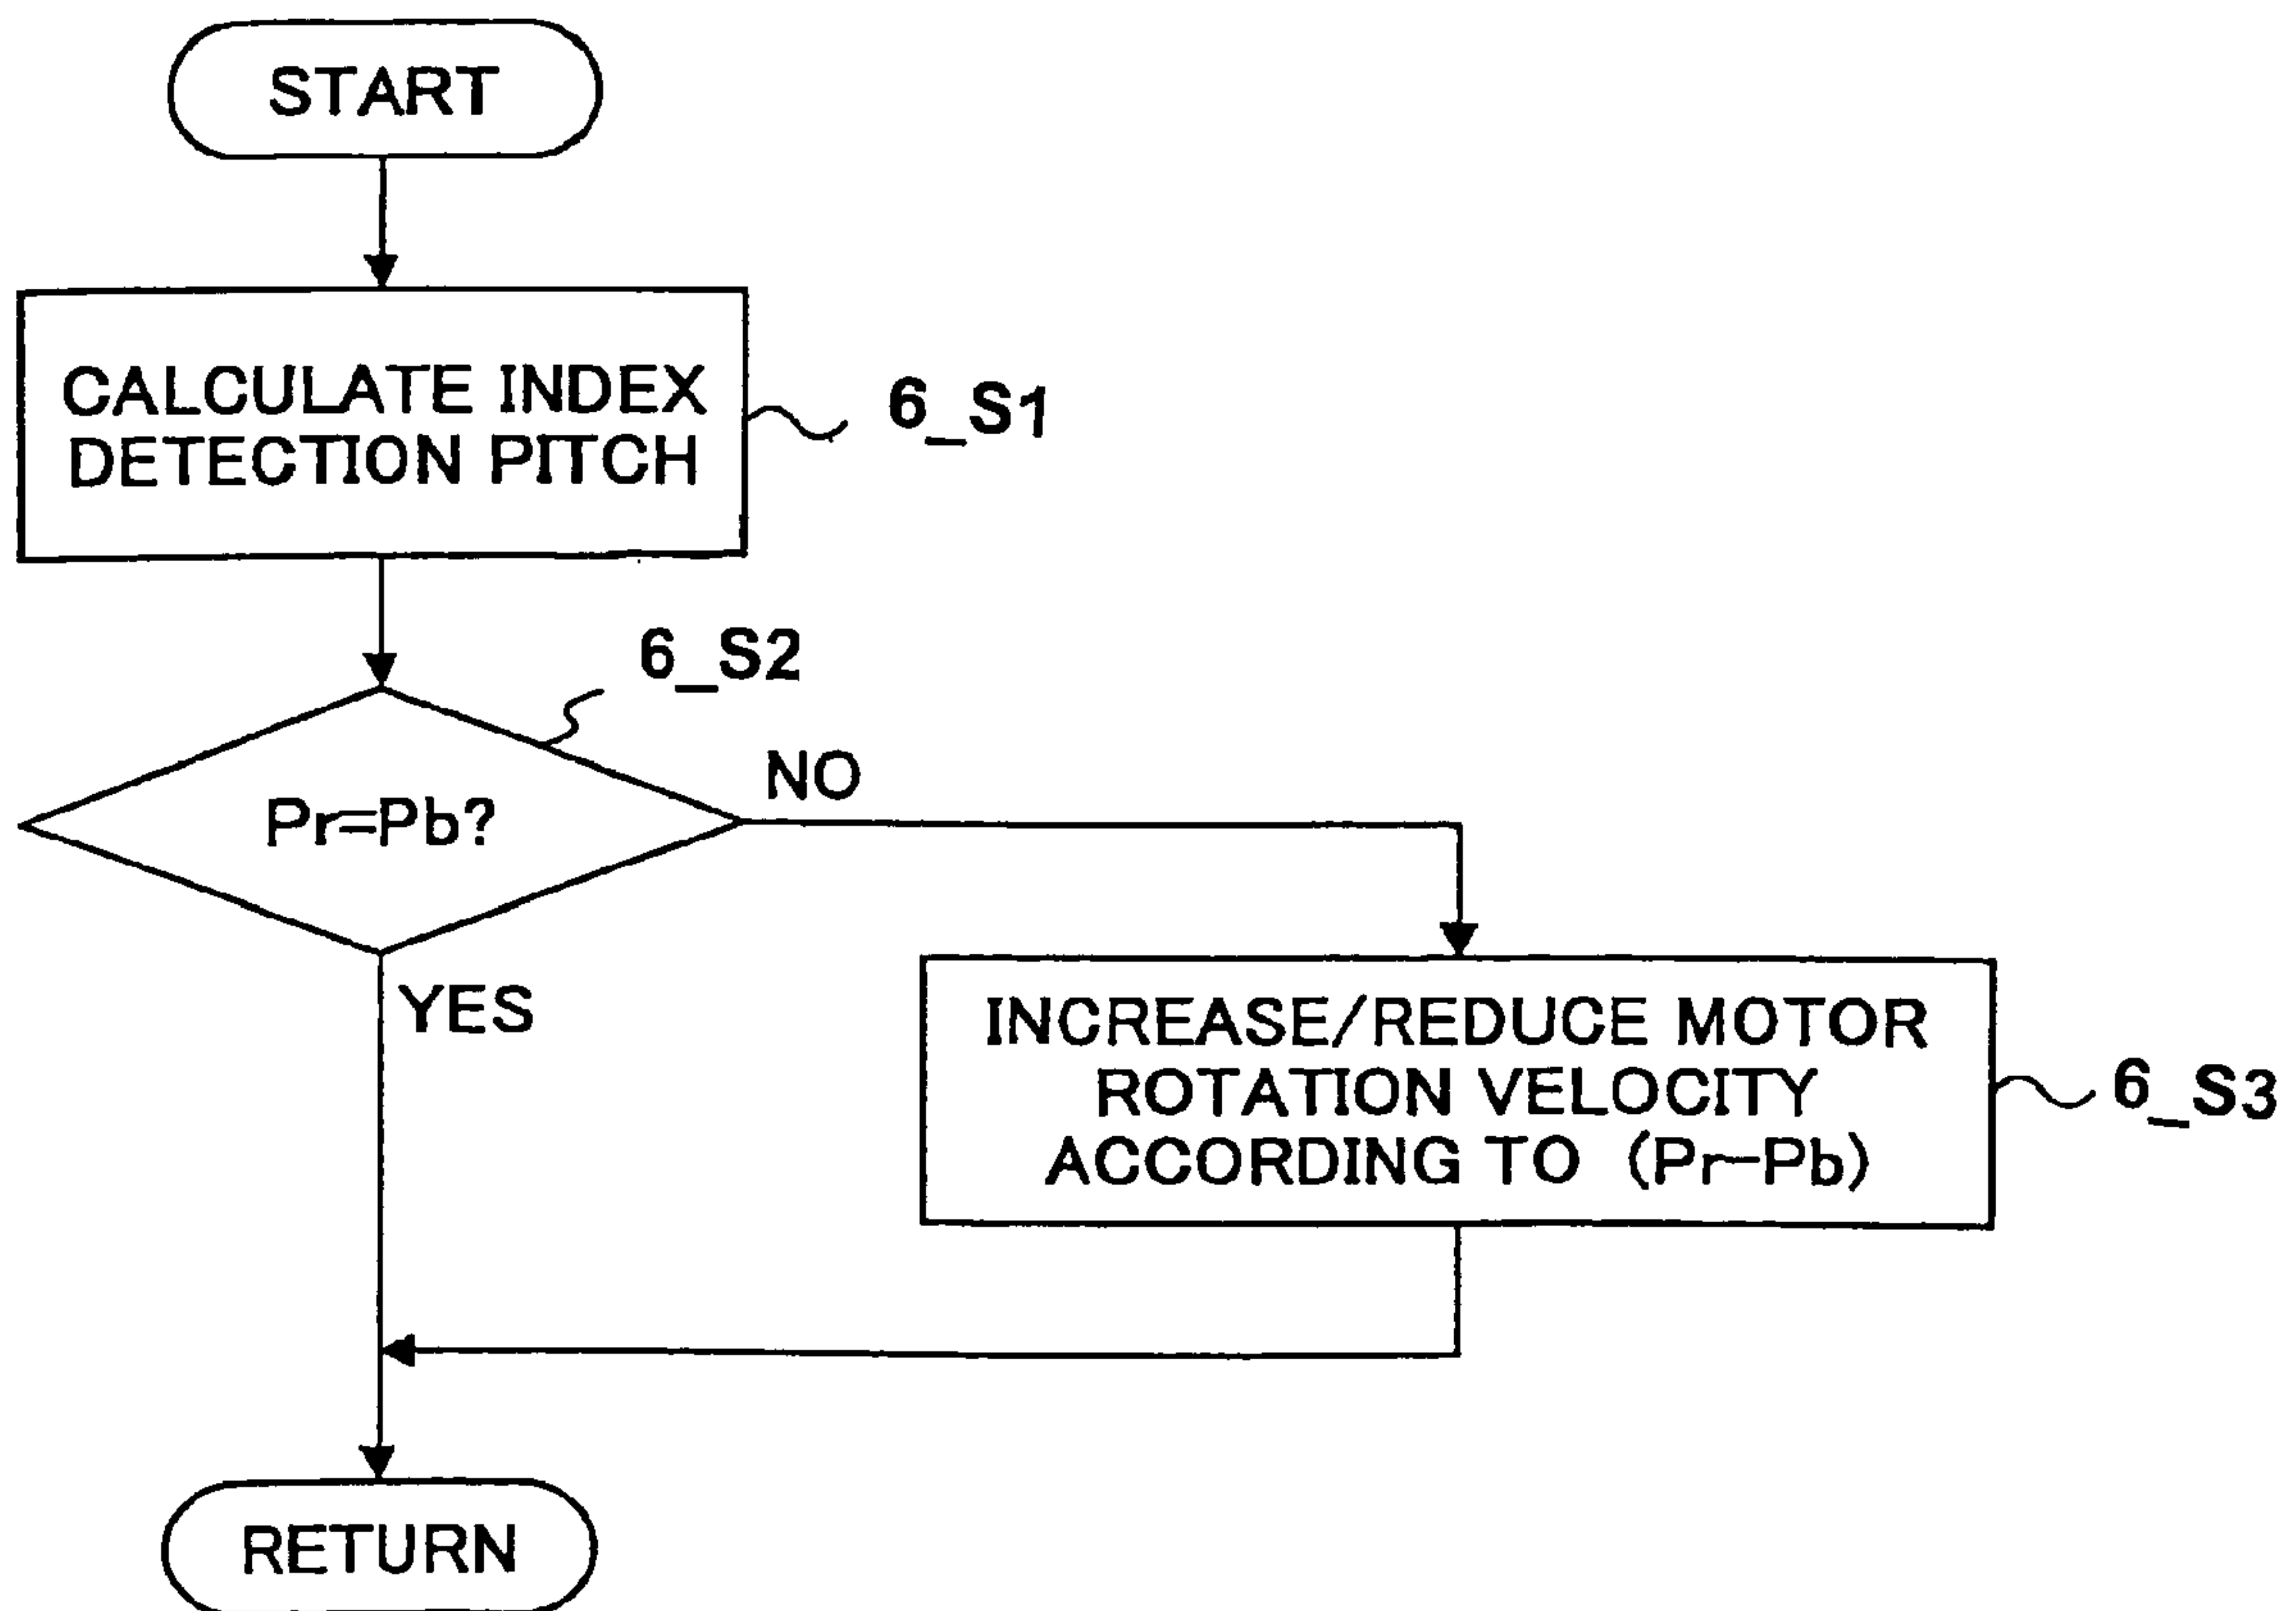 START
CALCULATE INDEX
DETECTION PITCH
6_S1
6_S2
Pr=Pb?
NO
YES
INCREASE/REDUCE MOTOR
ROTATION VELOCITY
ACCORDING TO (Pr-Pb)
6_S3
RETURN